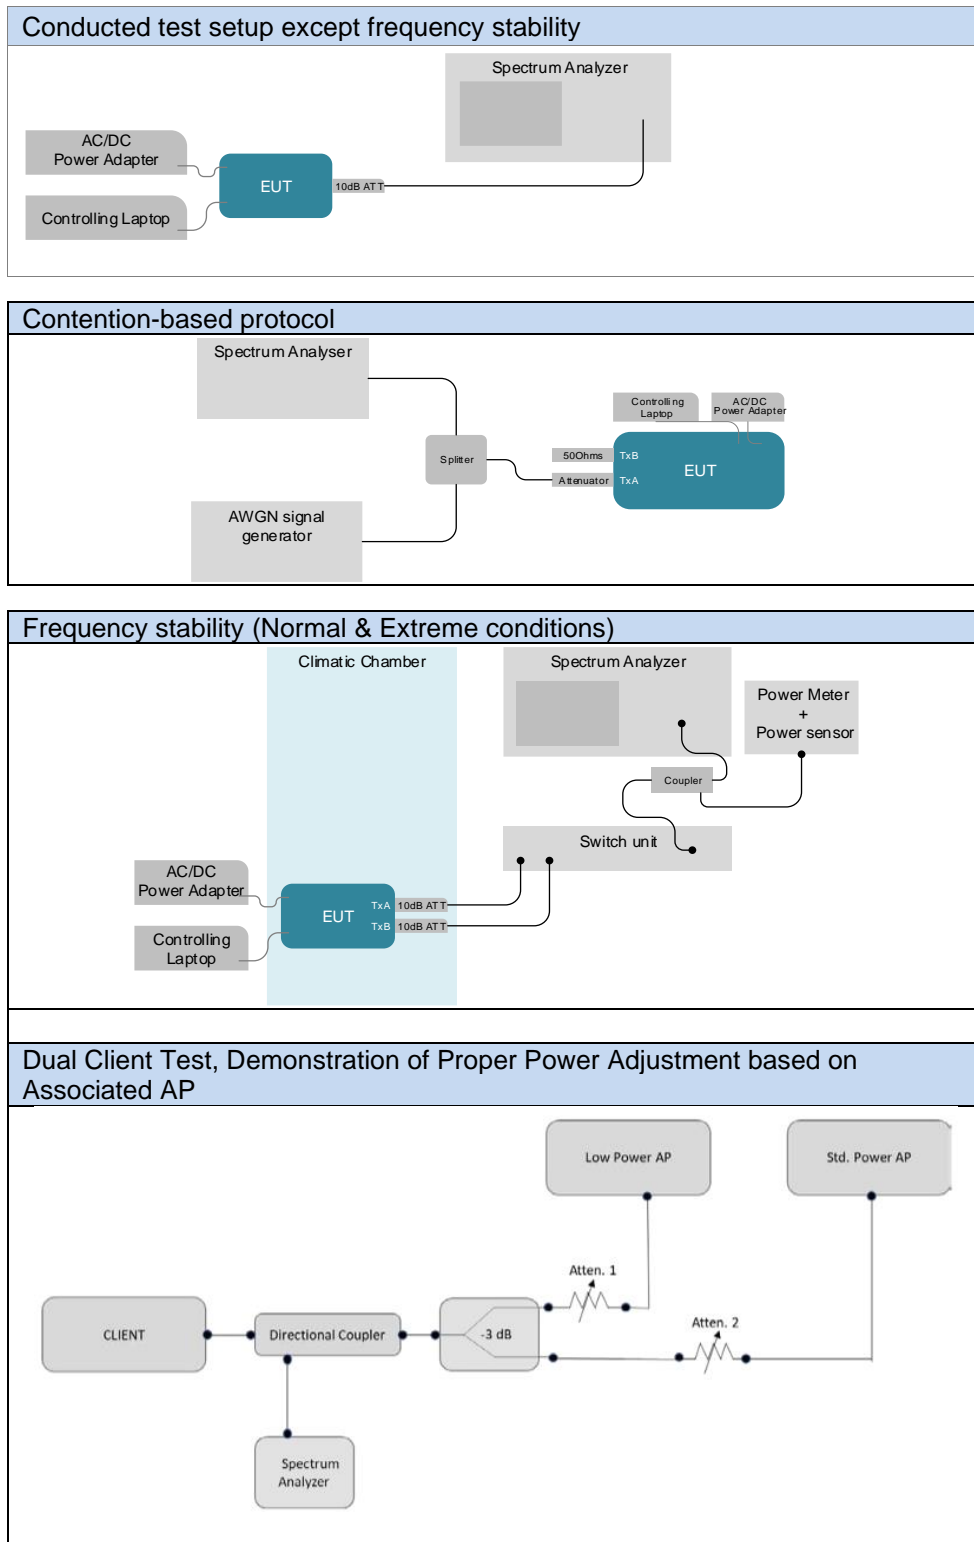 Conducted test setup except frequency stability
Spectrum Analyzer
AC/DC
Power Adapter
EUT
10dB ATT
Controlling Laptop
Contention-based protocol
Spectrum Analyser
Controlling
Laptop
AC/DC
Power Adapter
Splitter
50Ohms
TxB
EUT
Attenuator
TxA
AWGN signal
generator
Frequency stability (Normal & Extreme conditions)
Climatic Chamber
Spectrum Analyzer
Power Meter
+
Power sensor
Coupler
Switch unit
AC/DC
Power Adapter
EUT
TxA
10dB ATT
TxB
10dB ATT
Controlling
Laptop
Dual Client Test, Demonstration of Proper Power Adjustment based on
Associated AP
Low Power AP
Std. Power AP
Atten. 1
Atten. 2
CLIENT
Directional Coupler
-3 dB
Spectrum
Analyzer